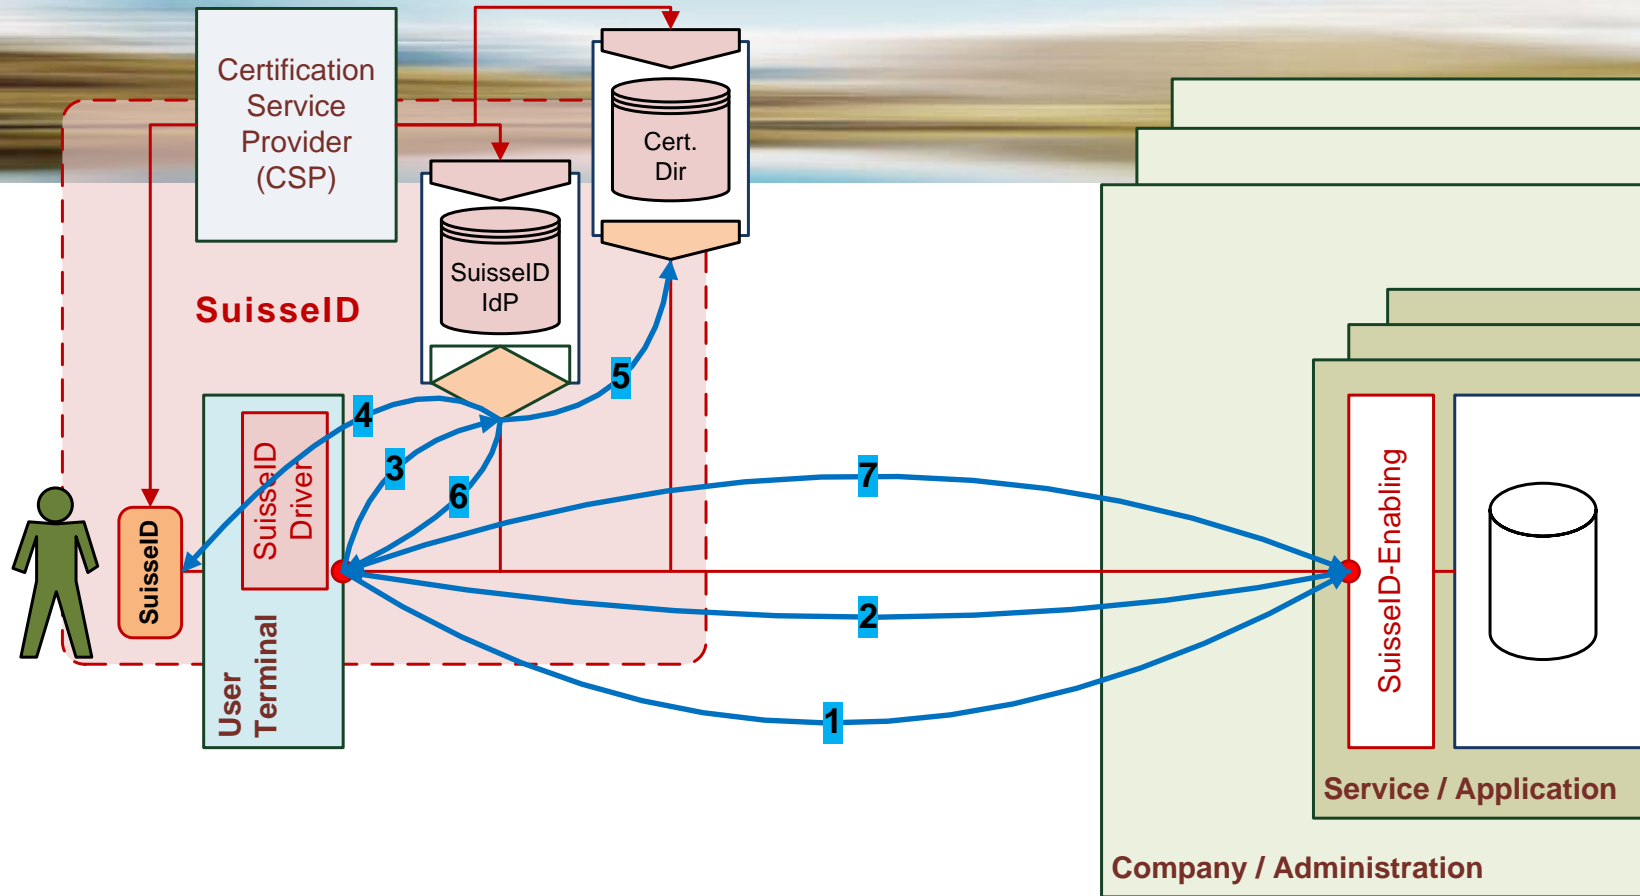 Certification
Service
Provider
(CSP)
Cert.
Dir
SuisseID
IdP
SuisseID
5
4
3
6
7
2
1
SuisseID
Driver
SuisseID
User
Terminal
SuisseID-Enabling
Service / Application
Company / Administration